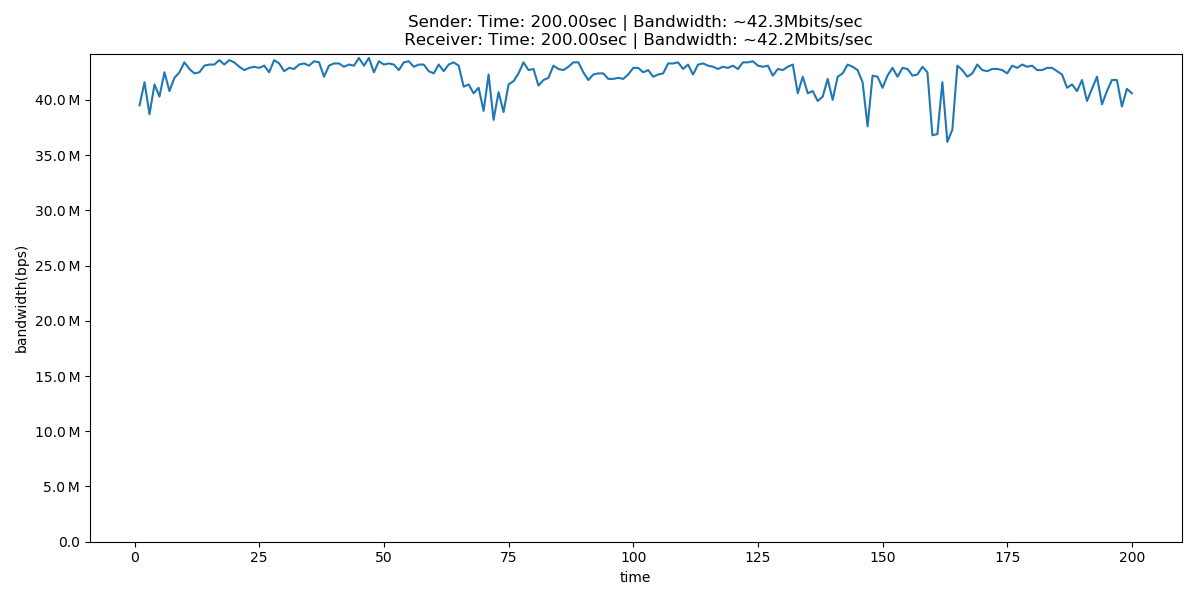 Sender: Time: 200.00sec | Bandwidth: ~42.3Mbits/sec
Receiver: Time: 200.00sec | Bandwidth: ~42.2Mbits/sec
bandwidth(bps)
40.0 M
35.0 M
30.0 M
25.0 M
20.0 M
15.0 M
10.0 M
5.0 M
0.0
0 25 50 75 100 125 150 175 200
time